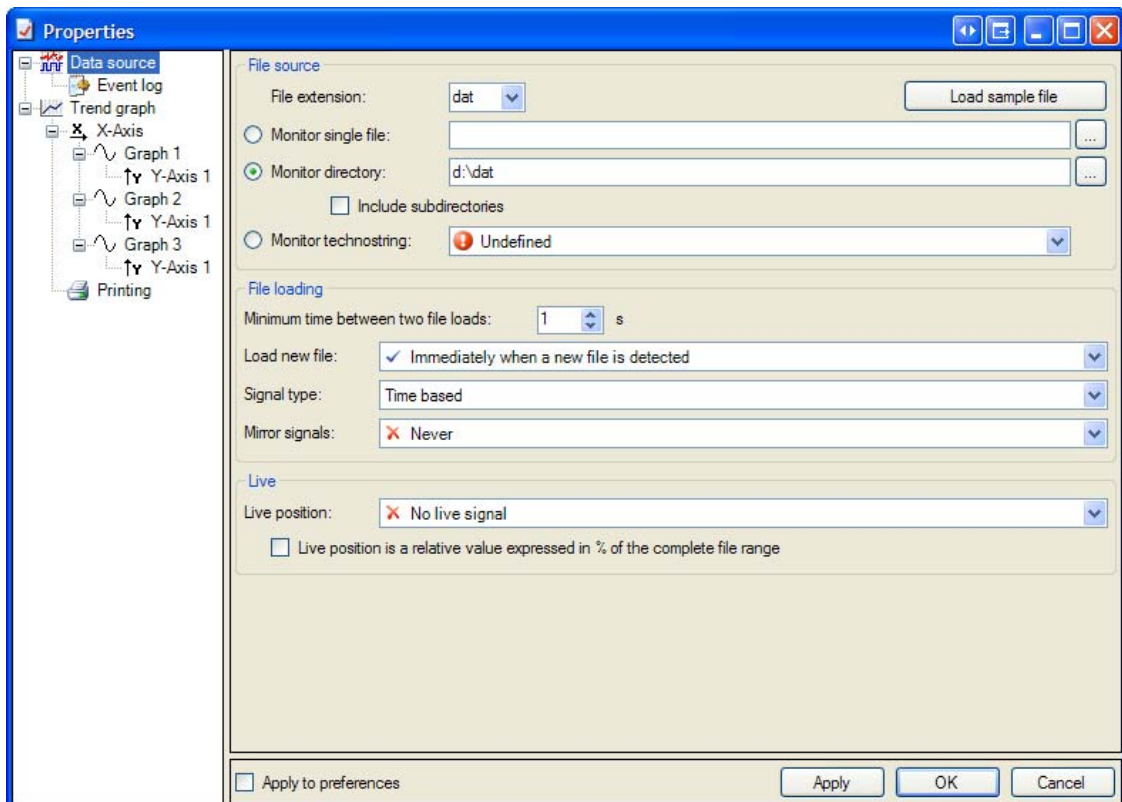 Properties
Data source
Event log
Trend graph
X-Axis
Graph 1
Y-Axis 1
Graph 2
Y-Axis 1
Graph 3
Y-Axis 1
Printing
File source
File extension: dat Load sample file
Monitor single file: ...
Monitor directory: d:\dat ...
Include subdirectories
Monitor technostring: Undefined
File loading
Minimum time between two file loads: 1 s
Load new file: Immediately when a new file is detected
Signal type: Time based
Mirror signals: Never
Live
Live position: No live signal
Live position is a relative value expressed in % of the complete file range
Apply to preferences Apply OK Cancel